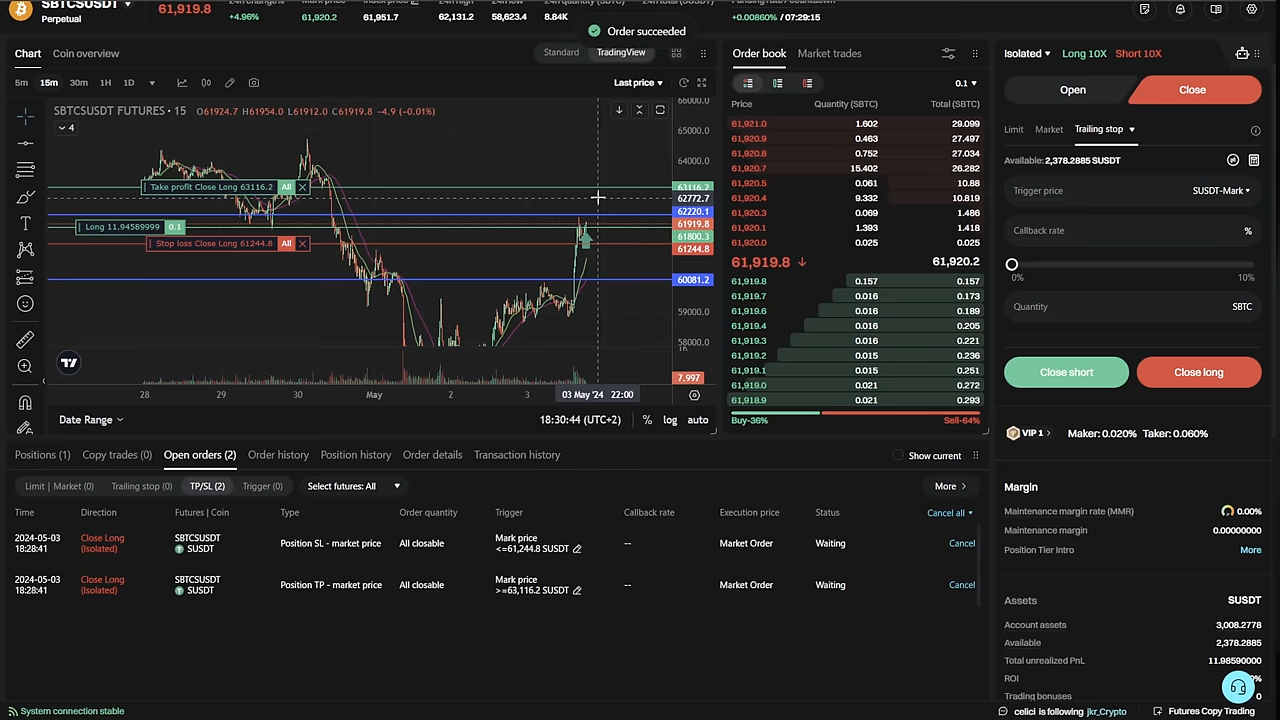 SBTCSUSDT
Perpetual
61,919.8
+4.96%
61,920.2
61,951.7
62,131.2
58,623.4
8.84K
+0.00860% / 07:29:15
Order succeeded
Chart
Coin overview
Standard
TradingView
5m 15m 30m 1H 1D
Last price
SBTCSUSDT FUTURES · 15 O61924.7 H61954.0 L61912.0 C61919.8 −4.9 (−0.01%)
4
Take profit Close Long 63116.2 All
Long 11.94589999 0.1
Stop loss Close Long 61244.8 All
66000.0
65000.0
64000.0
63116.2
62772.7
62220.1
61919.8
61800.3
61244.8
60081.2
59000.0
58000.0
7.997
28 29 30 May 2 3 03 May '24 22:00
Date Range
18:30:44 (UTC+2) % log auto
Order book
Market trades
0.1
Price Quantity (SBTC) Total (SBTC)
61,921.0 1.602 29.099
61,920.9 0.463 27.497
61,920.8 0.752 27.034
61,920.7 15.402 26.282
61,920.5 0.061 10.88
61,920.4 9.332 10.819
61,920.3 0.069 1.486
61,920.1 1.393 1.418
61,920.0 0.025 0.025
61,919.8 61,920.2
61,919.8 0.157 0.157
61,919.7 0.016 0.173
61,919.6 0.016 0.189
61,919.4 0.016 0.205
61,919.3 0.016 0.221
61,919.2 0.015 0.236
61,919.1 0.015 0.251
61,919.0 0.021 0.272
61,918.9 0.021 0.293
Buy-36% Sell-64%
Isolated Long 10X Short 10X
Open
Close
Limit Market Trailing stop
Available: 2,378.2885 SUSDT
Trigger price SUSDT-Mark
Callback rate %
0% 10%
Quantity SBTC
Close short
Close long
VIP 1 Maker: 0.020% Taker: 0.060%
Margin
Maintenance margin rate (MMR) 0.00%
Maintenance margin 0.00000000
Position Tier Intro More
Assets SUSDT
Account assets 3,008.2778
Available 2,378.2885
Total unrealized PnL 11.98590000
ROI
Trading bonuses 0
Positions (1) Copy trades (0) Open orders (2) Order history Position history Order details Transaction history
Show current
Limit | Market (0) Trailing stop (0) TP/SL (2) Trigger (0) Select futures: All
More
Time Direction Futures | Coin Type Order quantity Trigger Callback rate Execution price Status Cancel all
2024-05-03
18:28:41
Close Long
(Isolated)
SBTCSUSDT
SUSDT
Position SL - market price
All closable
Mark price
<=61,244.8 SUSDT
--
Market Order
Waiting
Cancel
2024-05-03
18:28:41
Close Long
(Isolated)
SBTCSUSDT
SUSDT
Position TP - market price
All closable
Mark price
>=63,116.2 SUSDT
--
Market Order
Waiting
Cancel
System connection stable
celici is following jkr_Crypto
Futures Copy Trading